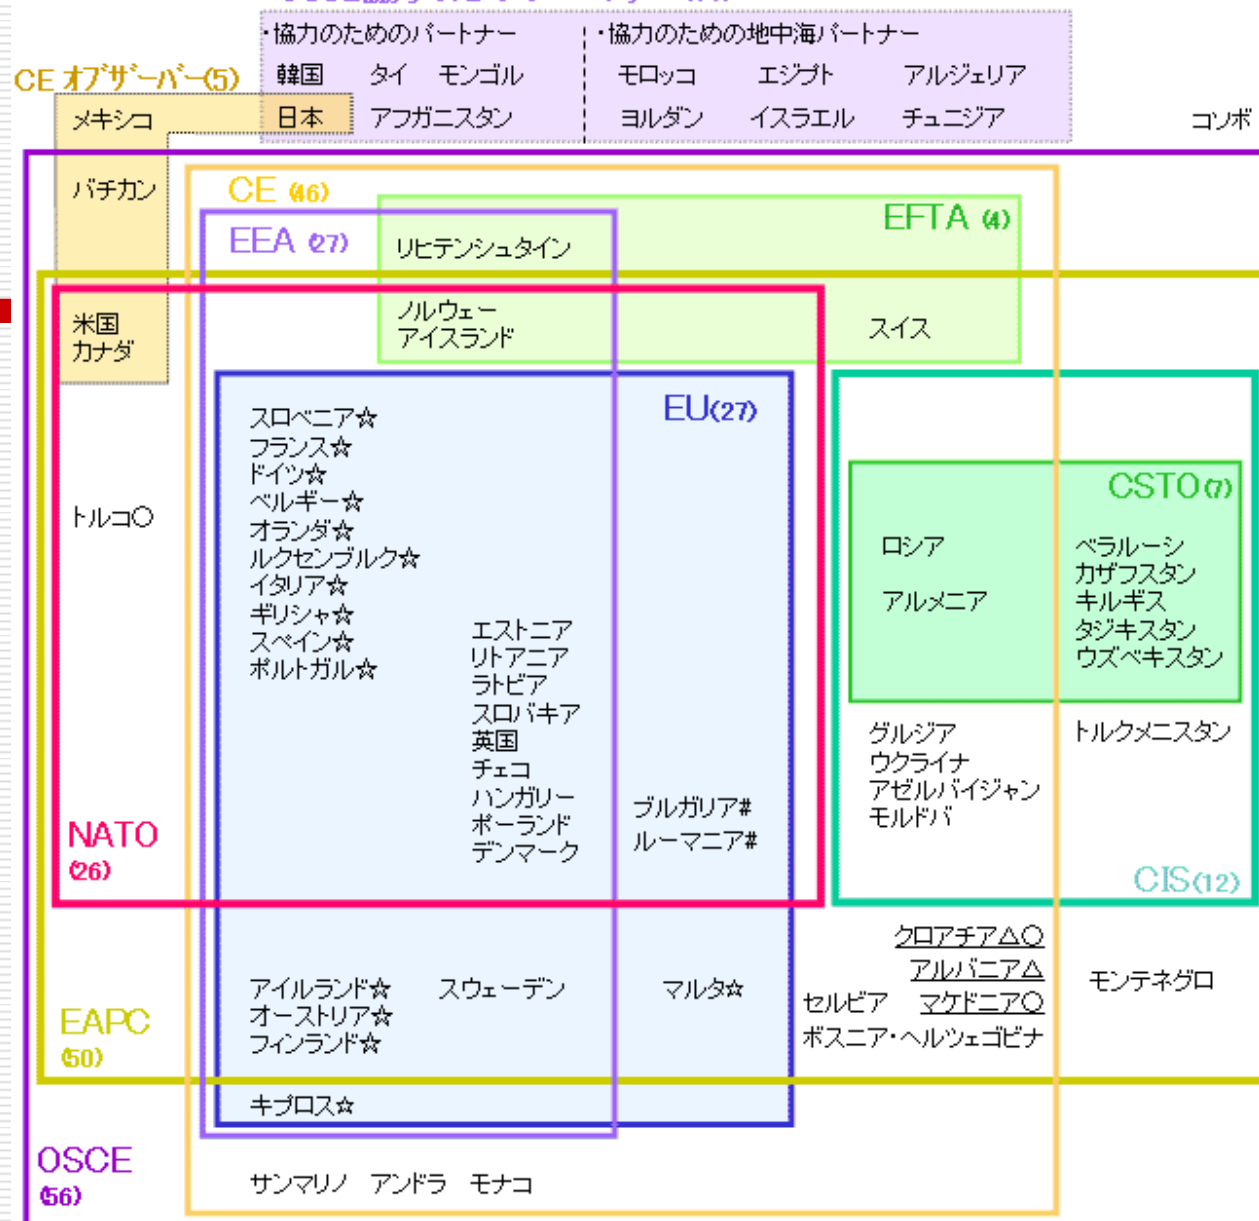 ・協力のためのパートナー
・協力のための地中海パートナー
CE オブザーバー(5)
韓国 タイ モンゴル
モロッコ エジプト アルジェリア
メキシコ
日本 アフガニスタン
ヨルダン イスラエル チュニジア
コソボ
バチカン
CE (46)
EFTA (4)
EEA (27)
リヒテンシュタイン
米国
カナダ
ノルウェー
アイスランド
スイス
EU(27)
スロベニア☆
フランス☆
ドイツ☆
ベルギー☆
オランダ☆
ルクセンブルク☆
イタリア☆
ギリシャ☆
スペイン☆
ポルトガル☆
トルコ○
エストニア
リトアニア
ラトビア
スロバキア
英国
チェコ
ハンガリー
ポーランド
デンマーク
ブルガリア#
ルーマニア#
CSTO(7)
ロシア
アルメニア
ベラルーシ
カザフスタン
キルギス
タジキスタン
ウズベキスタン
グルジア
ウクライナ
アゼルバイジャン
モルドバ
トルクメニスタン
NATO
(26)
CIS(12)
クロアチア△○
アルバニア△
セルビア マケドニア○
ボスニア・ヘルツェゴビナ
モンテネグロ
アイルランド☆
オーストリア☆
フィンランド☆
スウェーデン
マルタ☆
EAPC
(50)
キプロス☆
OSCE
(56)
サンマリノ アンドラ モナコ